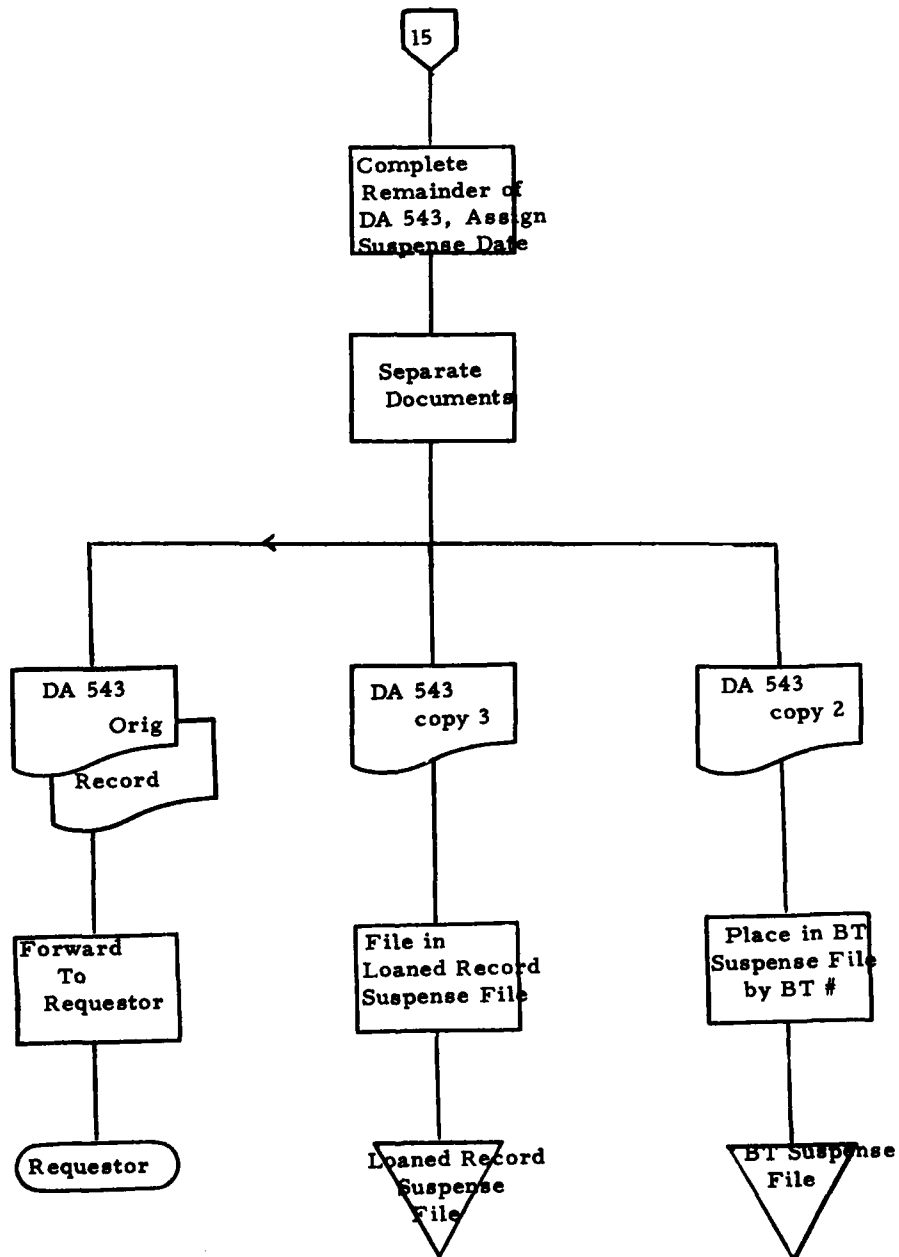 15
Complete
Remainder of
DA 543, Assign
Suspense Date
Separate
Documents
DA 543
Orig
Record
DA 543
copy 3
DA 543
copy 2
Forward
To
Requestor
File in
Loaned Record
Suspense File
Place in BT
Suspense File
by BT #
Requestor
Loaned Record
Suspense
File
BT Suspense
File